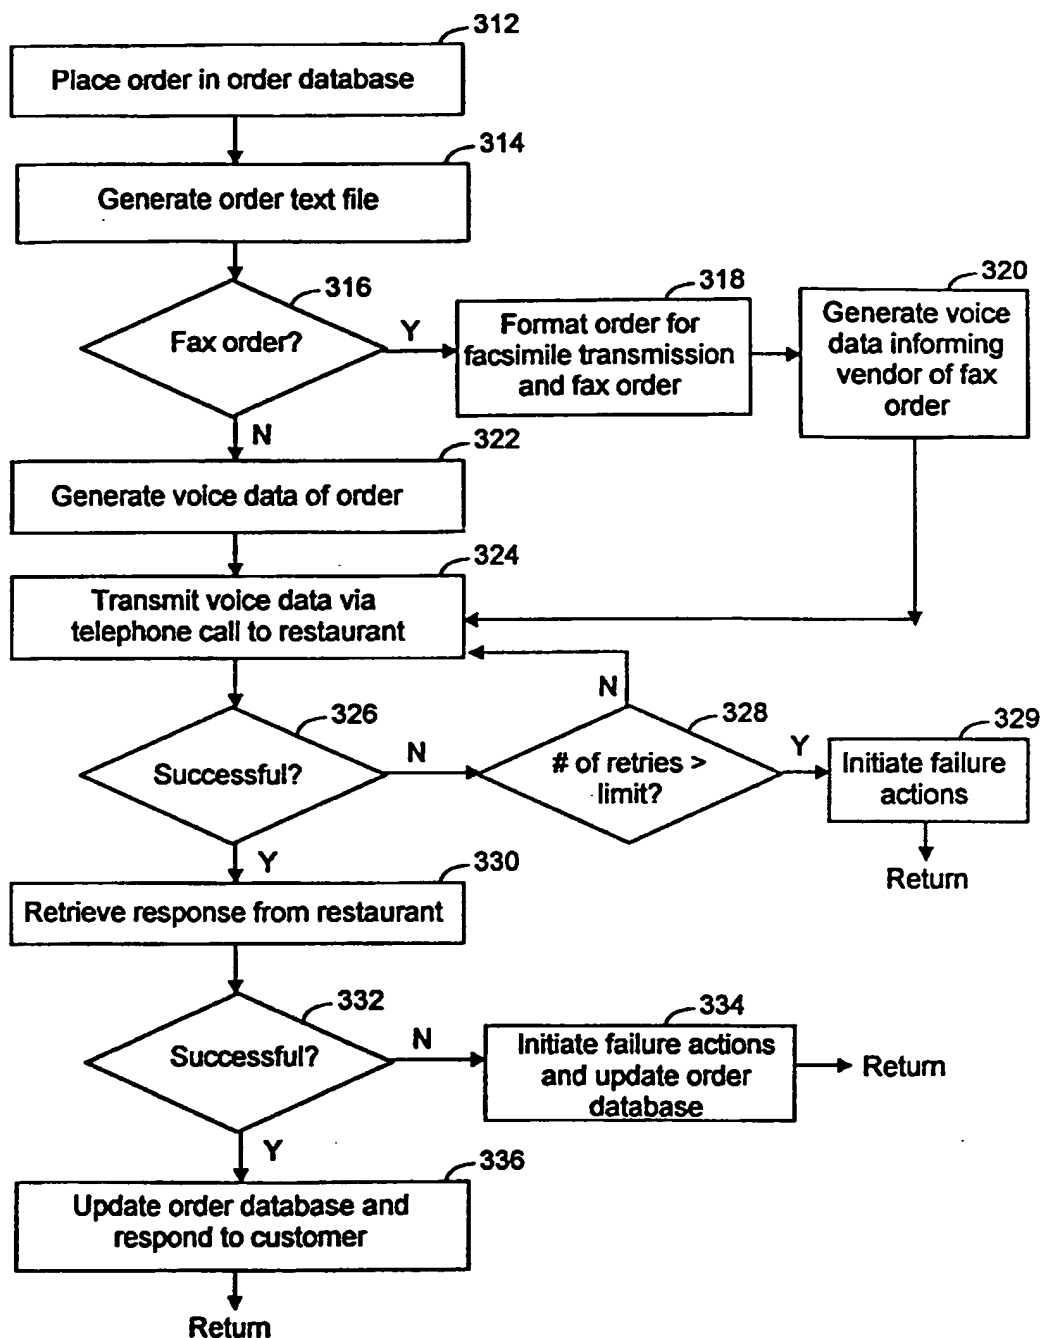 312
Place order in order database
314
Generate order text file
316
Fax order?
Y
318
Format order for
facsimile transmission
and fax order
320
Generate voice
data informing
vendor of fax
order
N
322
Generate voice data of order
324
Transmit voice data via
telephone call to restaurant
326
Successful?
N
328
# of retries >
limit?
N
Y
329
Initiate failure
actions
Return
Y
330
Retrieve response from restaurant
332
Successful?
N
334
Initiate failure actions
and update order
database
Return
Y
336
Update order database and
respond to customer
Return